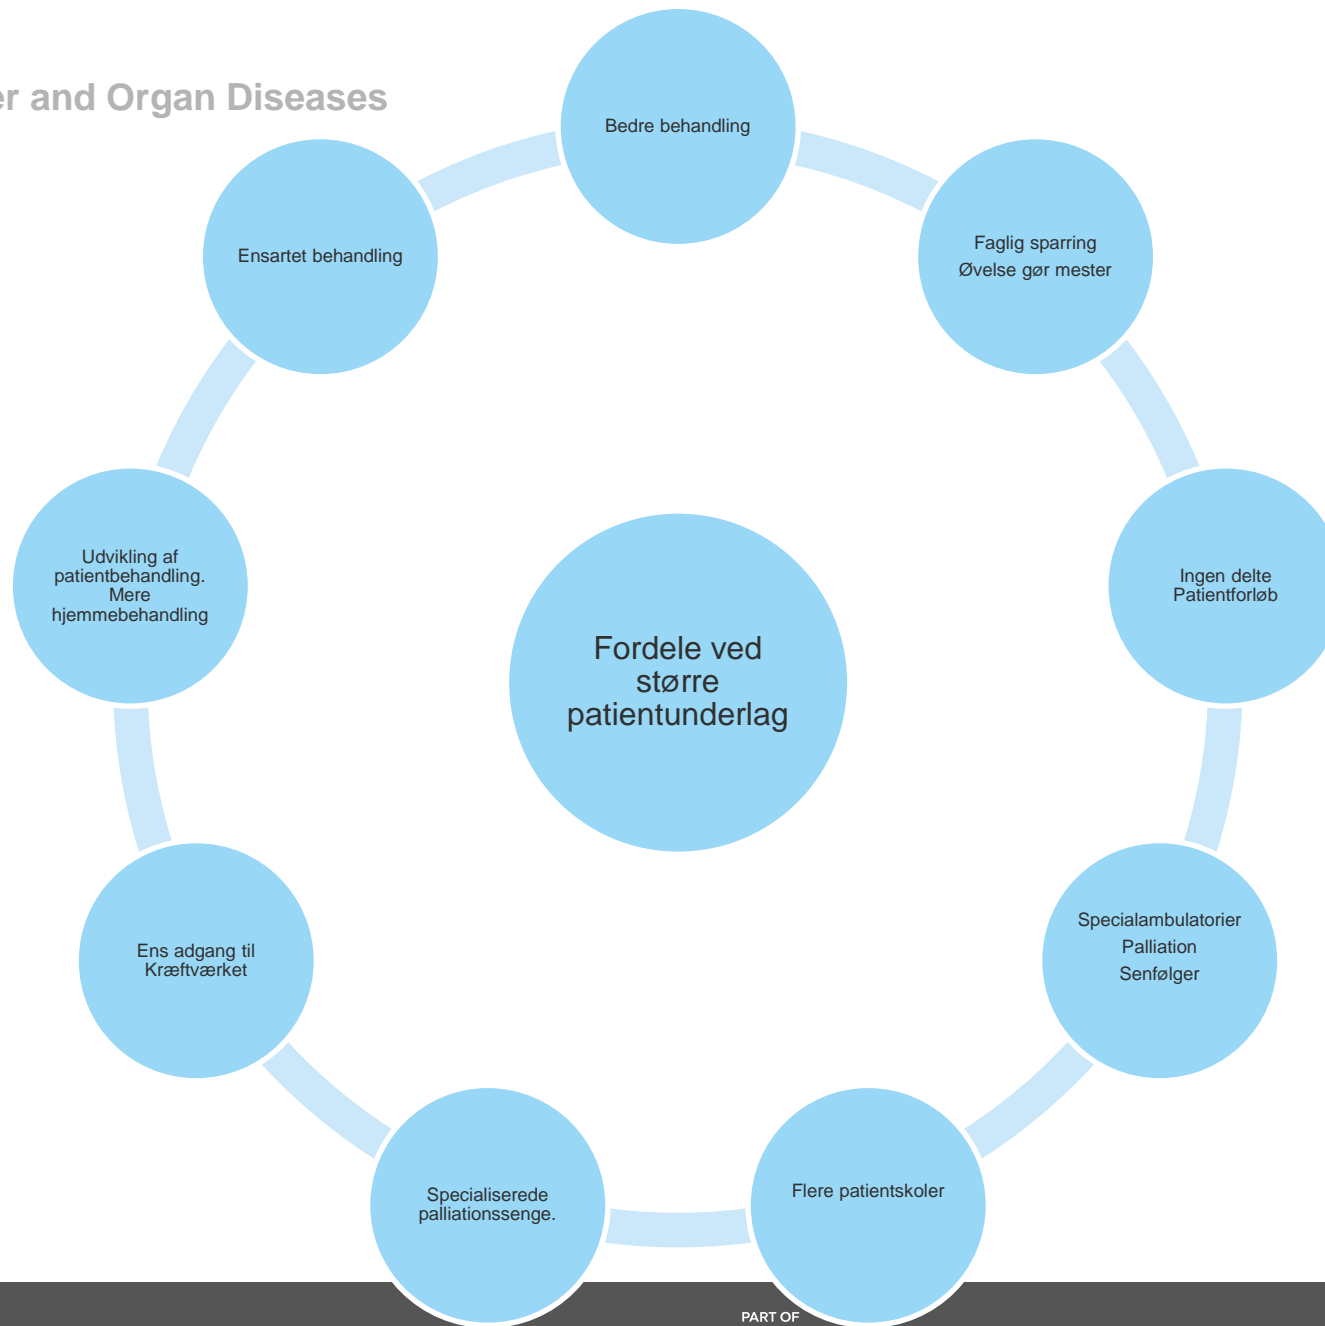 er and Organ Diseases
Bedre behandling
Faglig sparring
Øvelse gør mester
Ingen delte
Patientforløb
Specialambulatorier
Palliation
Senfølger
Flere patientskoler
Specialiserede
palliationssenge.
Ens adgang til
Kræftværket
Udvikling af
patientbehandling.
Mere
hjemmebehandling
Ensartet behandling
Fordele ved
større
patientunderlag
PART OF